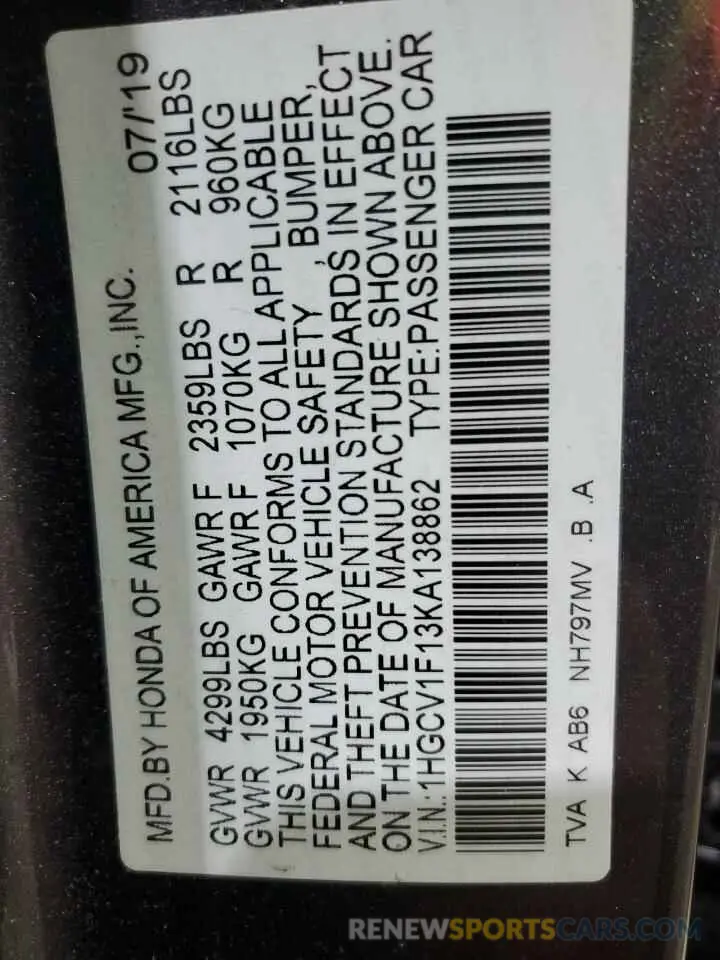 MFD.BY HONDA OF AMERICA MFG.,INC. 07/'19
GVWR 4299LBS GAWR F 2359LBS R 2116LBS
GVWR 1950KG GAWR F 1070KG R 960KG
THIS VEHICLE CONFORMS TO ALL APPLICABLE
FEDERAL MOTOR VEHICLE SAFETY , BUMPER,
AND THEFT PREVENTION STANDARDS IN EFFECT
ON THE DATE OF MANUFACTURE SHOWN ABOVE.
V.I.N.:1HGCV1F13KA138862 TYPE:PASSENGER CAR
TVA K AB6 NH797MV .B .A
RENEWSPORTSCARS.COM